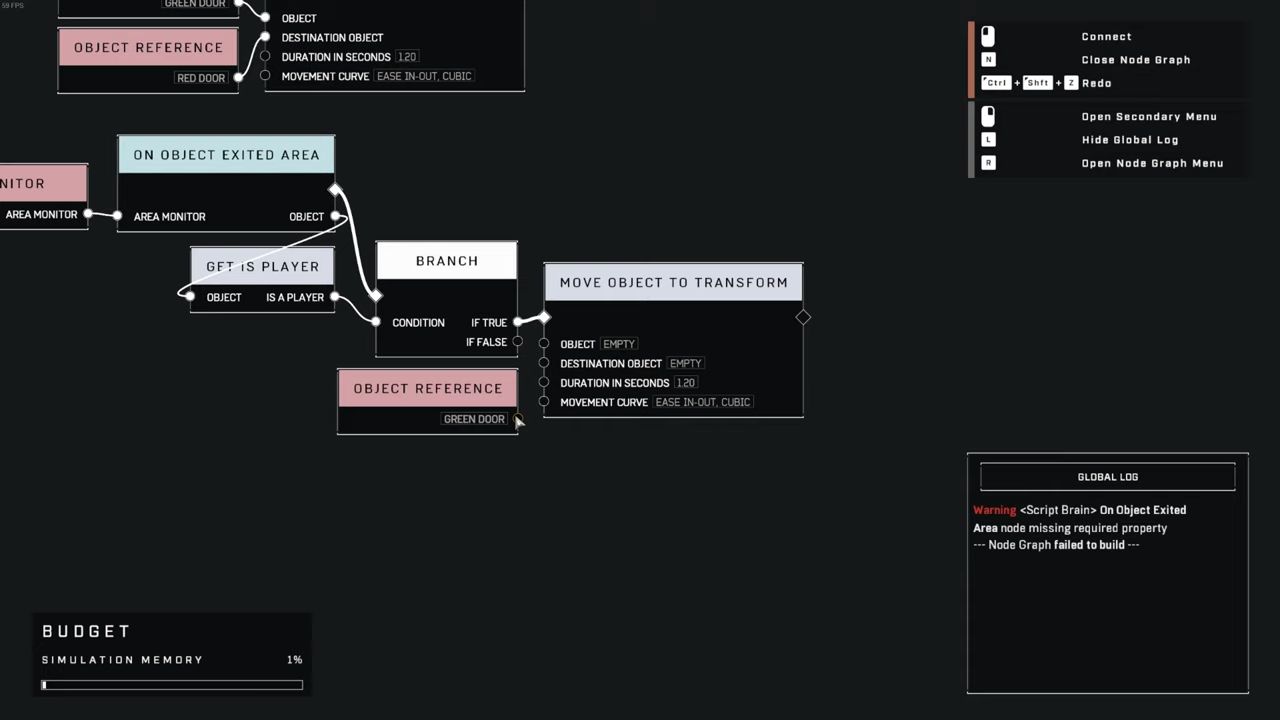 59 FPS
GREEN DOOR
OBJECT
OBJECT REFERENCE
DESTINATION OBJECT
DURATION IN SECONDS 1.20
RED DOOR
MOVEMENT CURVE EASE IN-OUT, CUBIC
ON OBJECT EXITED AREA
NITOR
AREA MONITOR
AREA MONITOR
OBJECT
GET IS PLAYER
OBJECT IS A PLAYER
BRANCH
CONDITION IF TRUE
IF FALSE
MOVE OBJECT TO TRANSFORM
OBJECT EMPTY
DESTINATION OBJECT EMPTY
DURATION IN SECONDS 1.20
MOVEMENT CURVE EASE IN-OUT, CUBIC
OBJECT REFERENCE
GREEN DOOR
Connect
N Close Node Graph
Ctrl + Shft + Z Redo
Open Secondary Menu
L Hide Global Log
R Open Node Graph Menu
GLOBAL LOG
Warning <Script Brain> On Object Exited
Area node missing required property
--- Node Graph failed to build ---
BUDGET
SIMULATION MEMORY 1%